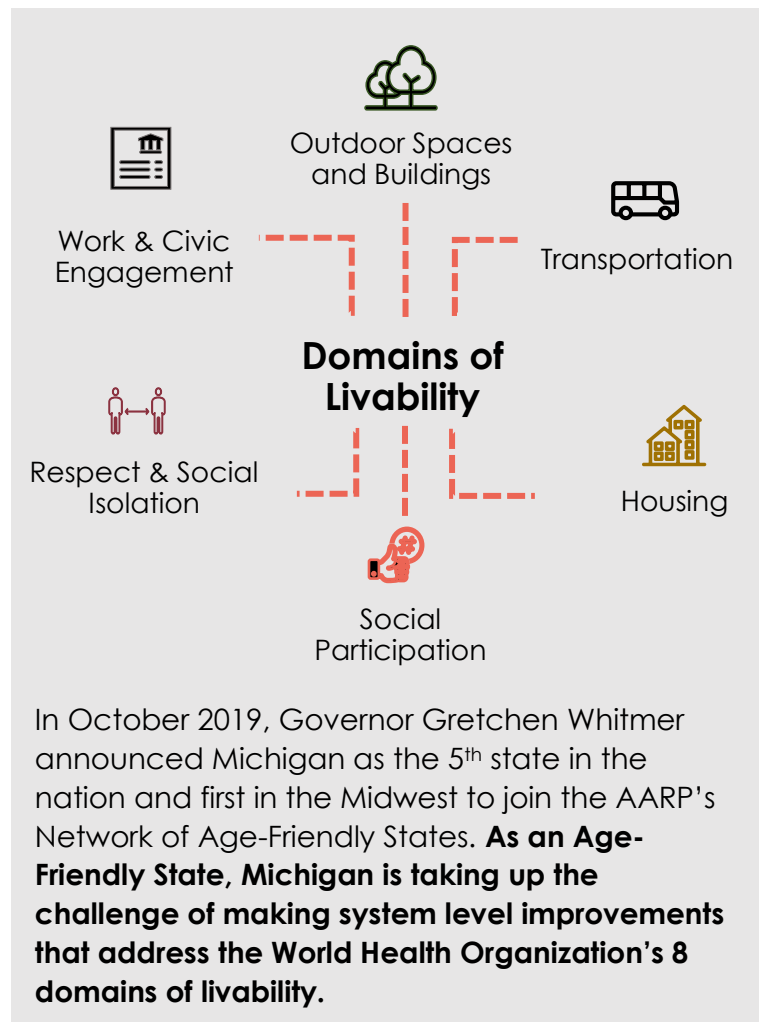 Outdoor Spaces
and Buildings
Work & Civic
Engagement
Transportation
Domains of
Livability
Respect & Social
Isolation
Housing
#
Social
Participation
In October 2019, Governor Gretchen Whitmer
announced Michigan as the 5th state in the
nation and first in the Midwest to join the AARP’s
Network of Age-Friendly States. As an Age-
Friendly State, Michigan is taking up the
challenge of making system level improvements
that address the World Health Organization’s 8
domains of livability.